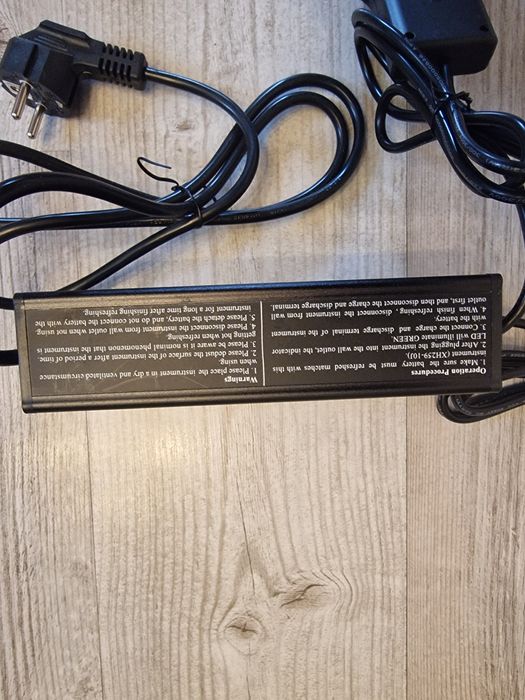 Operation Procedures
1. Make sure the battery must be refreshed matches with this
instrument (XH259-10J),
2. After the plugging the instrument into the wall, outlet, the indicator
LED will illuminate GREEN.
3. Connect the charge and discharge terminal of the instrument
with the battery.
4. When finish refreshing , disconnect the instrument from wall
outlet first, and then disconnect the charge and discharge terminal.
Warnings
1. Please place the instrument in a dry and ventilated circumstance
when using
2. Please dedust the surface of the instrument after a period of time.
3. Please be aware it is nominal phenomenon that the instrument is
getting hot when refreshing.
4. Please disconnect the instrument from wall outlet when not using
5. Please detach the battery, and do not connect the battery with the
instrument for a long time after finishing refreshing.